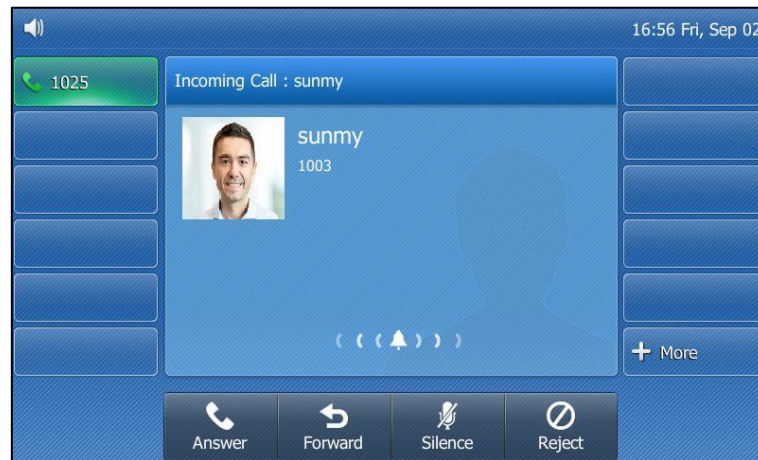 16:56 Fri, Sep 02
1025
Incoming Call : sunmy
sunmy
1003
More
Answer
Forward
Silence
Reject